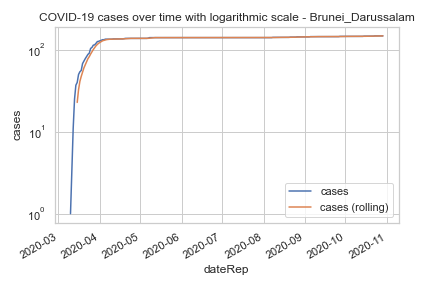 COVID-19 cases over time with logarithmic scale - Brunei_Darussalam
10²
10¹
10⁰
cases
cases
cases (rolling)
2020-03
2020-04
2020-05
2020-06
2020-07
2020-08
2020-09
2020-10
2020-11
dateRep